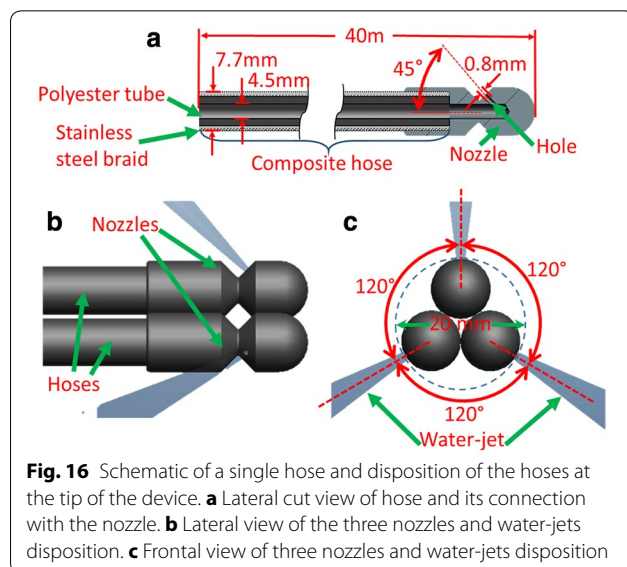 a
40m
7.7mm
4.5mm
45°
0.8mm
Polyester tube
Stainless
steel braid
Composite hose
Nozzle
Hole
b
Nozzles
Hoses
c
120°
120°
20 mm
120°
Water-jet
Fig. 16 Schematic of a single hose and disposition of the hoses at
the tip of the device. a Lateral cut view of hose and its connection
with the nozzle. b Lateral view of the three nozzles and water-jets
disposition. c Frontal view of three nozzles and water-jets disposition